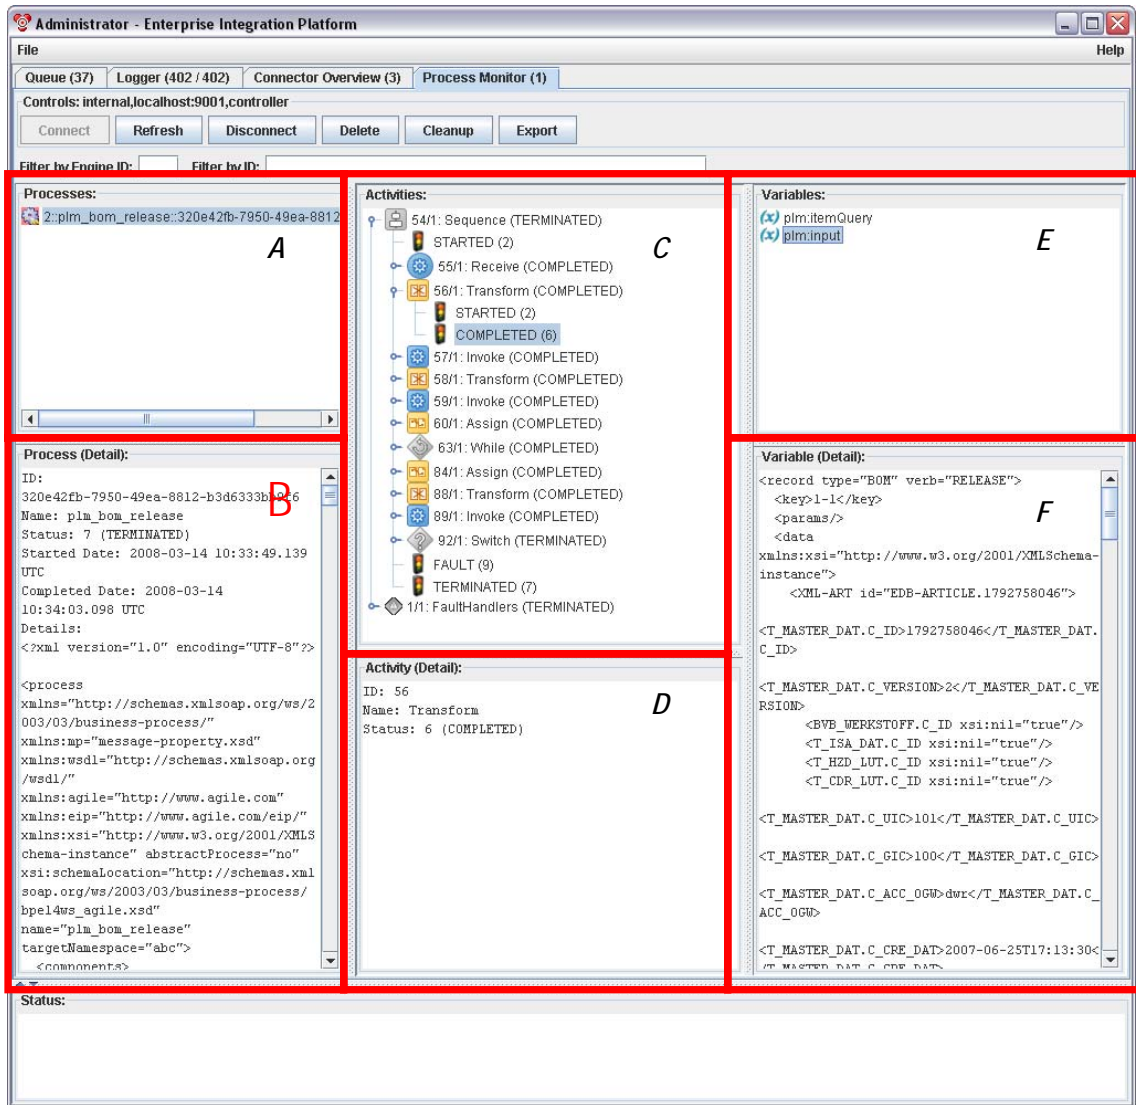 Administrator - Enterprise Integration Platform
File
Help
Queue (37)
Logger (402 / 402)
Connector Overview (3)
Process Monitor (1)
Controls: internal,localhost:9001,controller
Connect
Refresh
Disconnect
Delete
Cleanup
Export
Filter by Engine ID:
Filter by ID:
Processes:
2::plm_bom_release::320e42fb-7950-49ea-8812
A
Process (Detail):
B
ID:
320e42fb-7950-49ea-8812-b3d6333bb9f6
Name: plm_bom_release
Status: 7 (TERMINATED)
Started Date: 2008-03-14 10:33:49.139
UTC
Completed Date: 2008-03-14
10:34:03.098 UTC
Details:
<?xml version="1.0" encoding="UTF-8"?>
<process
xmlns="http://schemas.xmlsoap.org/ws/2
003/03/business-process/"
xmlns:mp="message-property.xsd"
xmlns:wsdl="http://schemas.xmlsoap.org
/wsdl/"
xmlns:agile="http://www.agile.com"
xmlns:eip="http://www.agile.com/eip/"
xmlns:xsi="http://www.w3.org/2001/XMLS
chema-instance" abstractProcess="no"
xsi:schemaLocation="http://schemas.xml
soap.org/ws/2003/03/business-process/
bpel4ws_agile.xsd"
name="plm_bom_release"
targetNamespace="abc">
<components>
Activities:
C
54/1: Sequence (TERMINATED)
STARTED (2)
55/1: Receive (COMPLETED)
56/1: Transform (COMPLETED)
STARTED (2)
COMPLETED (6)
57/1: Invoke (COMPLETED)
58/1: Transform (COMPLETED)
59/1: Invoke (COMPLETED)
60/1: Assign (COMPLETED)
63/1: While (COMPLETED)
84/1: Assign (COMPLETED)
88/1: Transform (COMPLETED)
89/1: Invoke (COMPLETED)
92/1: Switch (TERMINATED)
FAULT (9)
TERMINATED (7)
1/1: FaultHandlers (TERMINATED)
Activity (Detail):
D
ID: 56
Name: Transform
Status: 6 (COMPLETED)
Variables:
(x) plm:itemQuery
(x) plm:input
E
Variable (Detail):
F
<record type="BOM" verb="RELEASE">
<key>1-1</key>
<params/>
<data
xmlns:xsi="http://www.w3.org/2001/XMLSchema-
instance">
<XML-ART id="EDB-ARTICLE.1792758046">
<T_MASTER_DAT.C_ID>1792758046</T_MASTER_DAT.
C_ID>
<T_MASTER_DAT.C_VERSION>2</T_MASTER_DAT.C_VE
RSION>
<BVB_WERKSTOFF.C_ID xsi:nil="true"/>
<T_ISA_DAT.C_ID xsi:nil="true"/>
<T_HZD_LUT.C_ID xsi:nil="true"/>
<T_CDR_LUT.C_ID xsi:nil="true"/>
<T_MASTER_DAT.C_UIC>101</T_MASTER_DAT.C_UIC>
<T_MASTER_DAT.C_GIC>100</T_MASTER_DAT.C_GIC>
<T_MASTER_DAT.C_ACC_OGW>dwr</T_MASTER_DAT.C_
ACC_OGW>
<T_MASTER_DAT.C_CRE_DAT>2007-06-25T17:13:30<
/T_MASTER_DAT.C_CRE_DAT>
Status: